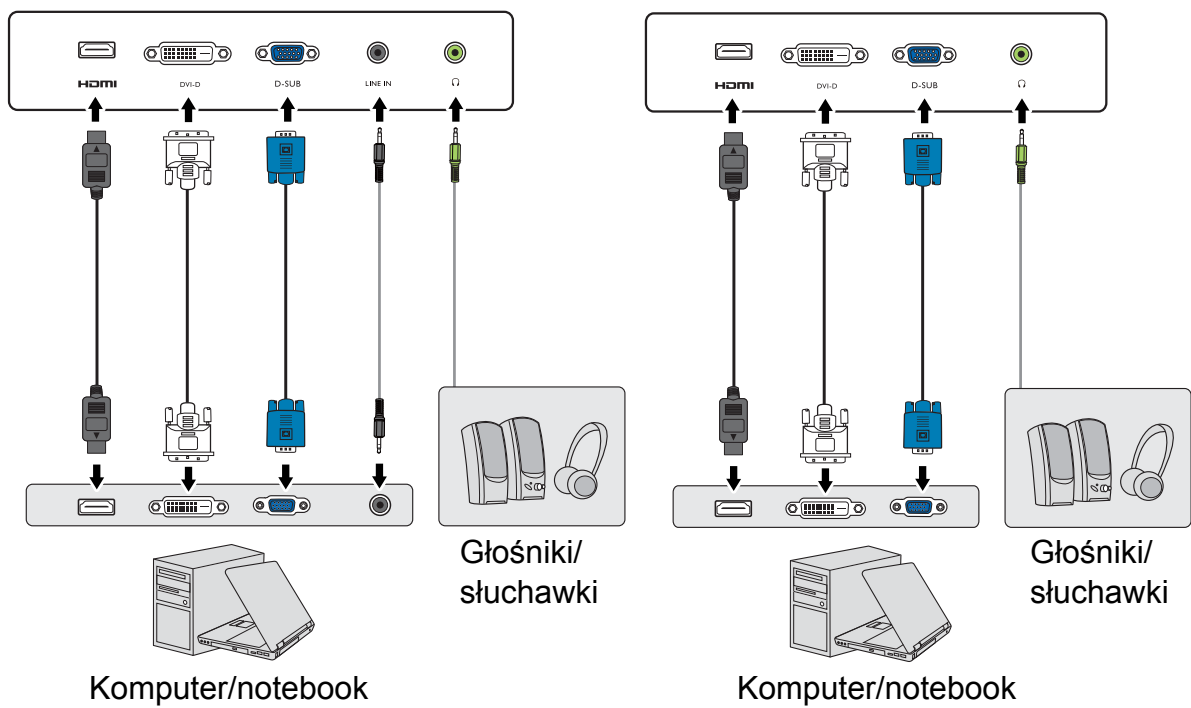 HDMI DVI-D D-SUB LINE IN
Głośniki/
słuchawki
Komputer/notebook
HDMI DVI-D D-SUB
Głośniki/
słuchawki
Komputer/notebook